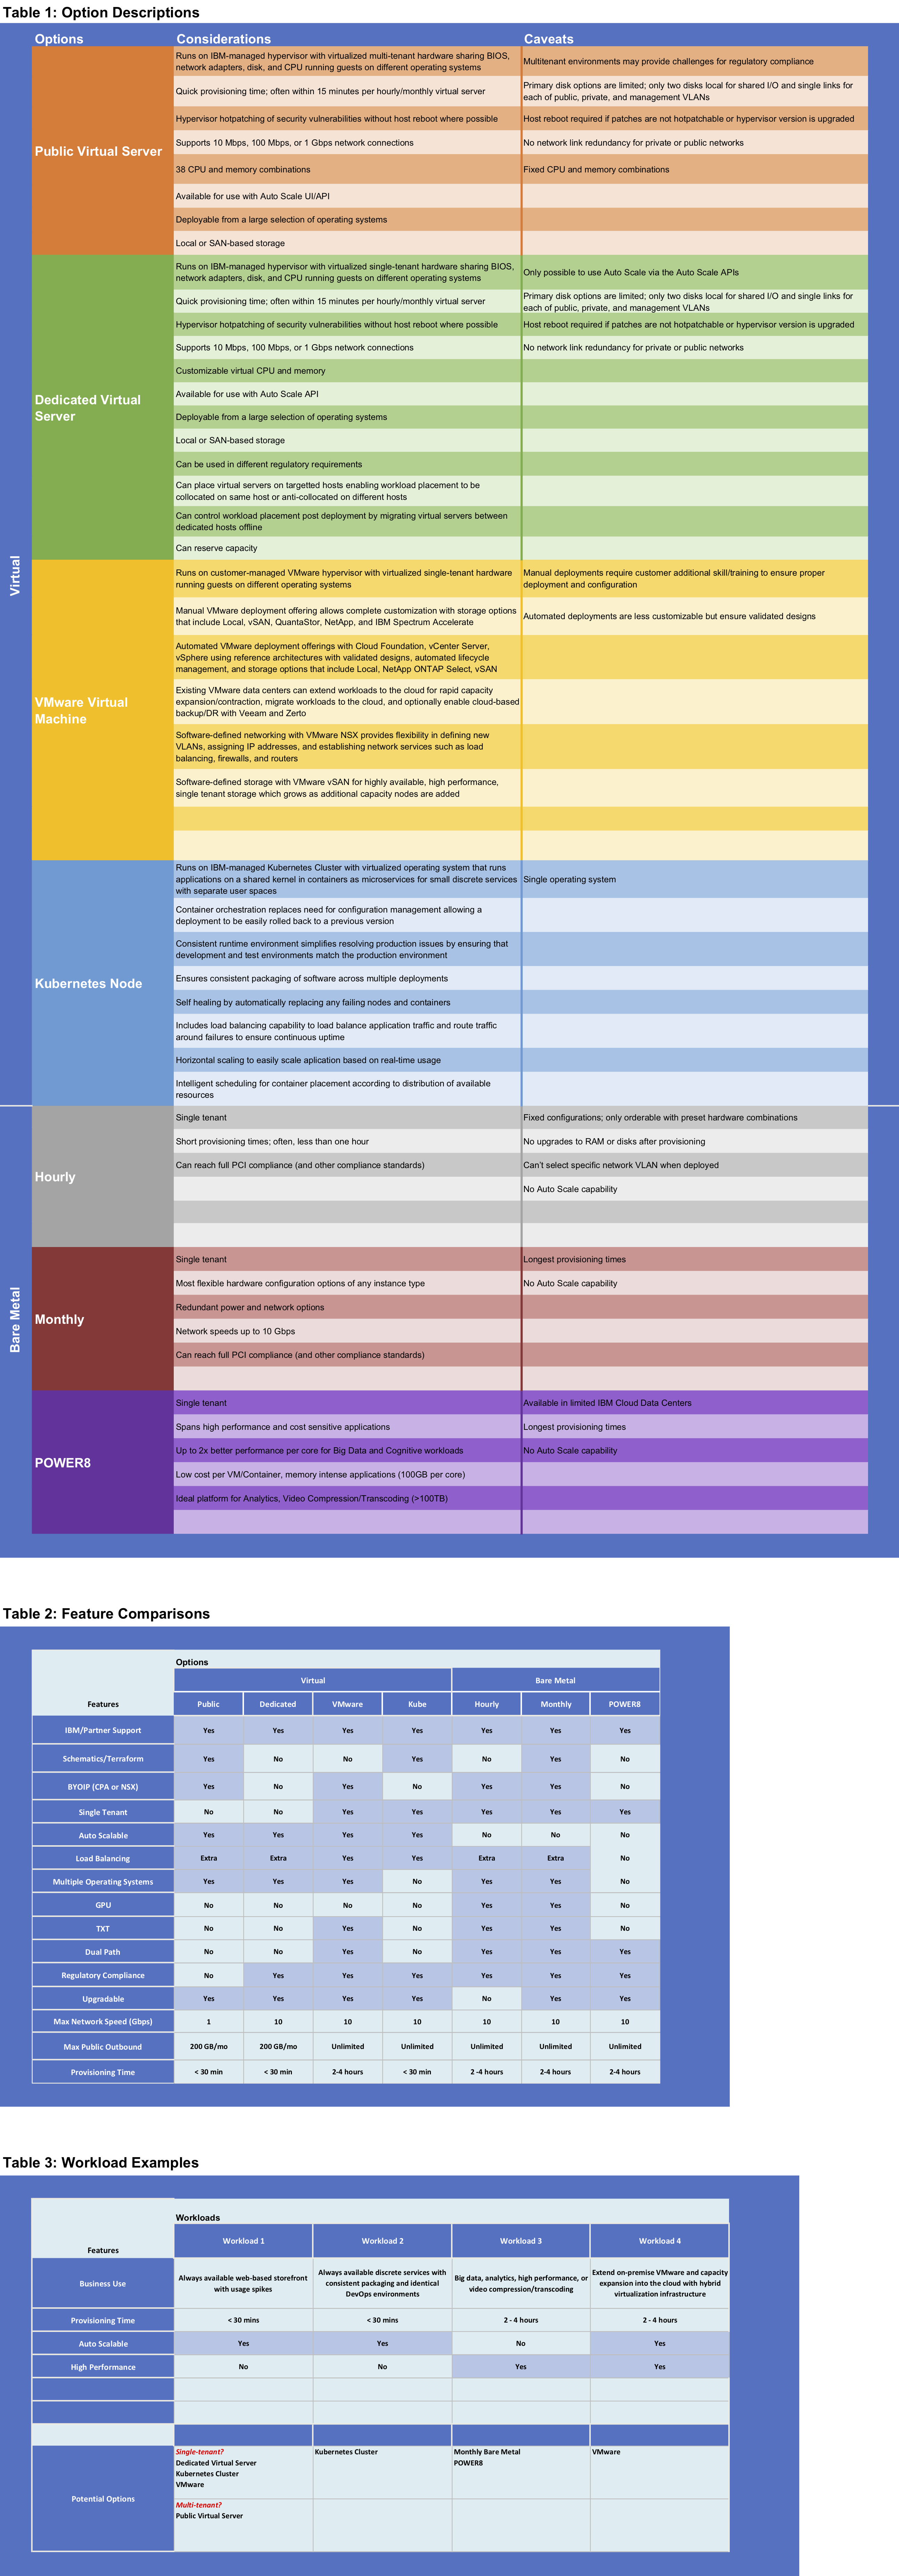 Table 1: Option Descriptions
Options Considerations Caveats
Virtual
Public Virtual Server
Runs on IBM-managed hypervisor with virtualized multi-tenant hardware sharing BIOS,
network adapters, disk, and CPU running guests on different operating systems
Multitenant environments may provide challenges for regulatory compliance
Quick provisioning time; often within 15 minutes per hourly/monthly virtual server
Primary disk options are limited; only two disks local for shared I/O and single links for
each of public, private, and management VLANs
Hypervisor hotpatching of security vulnerabilities without host reboot where possible
Host reboot required if patches are not hotpatchable or hypervisor version is upgraded
Supports 10 Mbps, 100 Mbps, or 1 Gbps network connections
No network link redundancy for private or public networks
38 CPU and memory combinations
Fixed CPU and memory combinations
Available for use with Auto Scale UI/API
Deployable from a large selection of operating systems
Local or SAN-based storage
Dedicated Virtual
Server
Runs on IBM-managed hypervisor with virtualized single-tenant hardware sharing BIOS,
network adapters, disk, and CPU running guests on different operating systems
Only possible to use Auto Scale via the Auto Scale APIs
Quick provisioning time; often within 15 minutes per hourly/monthly virtual server
Primary disk options are limited; only two disks local for shared I/O and single links for
each of public, private, and management VLANs
Hypervisor hotpatching of security vulnerabilities without host reboot where possible
Host reboot required if patches are not hotpatchable or hypervisor version is upgraded
Supports 10 Mbps, 100 Mbps, or 1 Gbps network connections
No network link redundancy for private or public networks
Customizable virtual CPU and memory
Available for use with Auto Scale API
Deployable from a large selection of operating systems
Local or SAN-based storage
Can be used in different regulatory requirements
Can place virtual servers on targetted hosts enabling workload placement to be
collocated on same host or anti-collocated on different hosts
Can control workload placement post deployment by migrating virtual servers between
dedicated hosts offline
Can reserve capacity
VMware Virtual
Machine
Runs on customer-managed VMware hypervisor with virtualized single-tenant hardware
running guests on different operating systems
Manual deployments require customer additional skill/training to ensure proper
deployment and configuration
Manual VMware deployment offering allows complete customization with storage options
that include Local, vSAN, QuantaStor, NetApp, and IBM Spectrum Accelerate
Automated deployments are less customizable but ensure validated designs
Automated VMware deployment offerings with Cloud Foundation, vCenter Server,
vSphere using reference architectures with validated designs, automated lifecycle
management, and storage options that include Local, NetApp ONTAP Select, vSAN
Existing VMware data centers can extend workloads to the cloud for rapid capacity
expansion/contraction, migrate workloads to the cloud, and optionally enable cloud-based
backup/DR with Veeam and Zerto
Software-defined networking with VMware NSX provides flexibility in defining new
VLANs, assigning IP addresses, and establishing network services such as load
balancing, firewalls, and routers
Software-defined storage with VMware vSAN for highly available, high performance,
single tenant storage which grows as additional capacity nodes are added
Kubernetes Node
Runs on IBM-managed Kubernetes Cluster with virtualized operating system that runs
applications on a shared kernel in containers as microservices for small discrete services
with separate user spaces
Single operating system
Container orchestration replaces need for configuration management allowing a
deployment to be easily rolled back to a previous version
Consistent runtime environment simplifies resolving production issues by ensuring that
development and test environments match the production environment
Ensures consistent packaging of software across multiple deployments
Self healing by automatically replacing any failing nodes and containers
Includes load balancing capability to load balance application traffic and route traffic
around failures to ensure continuous uptime
Horizontal scaling to easily scale aplication based on real-time usage
Intelligent scheduling for container placement according to distribution of available
resources
Bare Metal
Hourly
Single tenant
Fixed configurations; only orderable with preset hardware combinations
Short provisioning times; often, less than one hour
No upgrades to RAM or disks after provisioning
Can reach full PCI compliance (and other compliance standards)
Can't select specific network VLAN when deployed
No Auto Scale capability
Monthly
Single tenant
Longest provisioning times
Most flexible hardware configuration options of any instance type
No Auto Scale capability
Redundant power and network options
Network speeds up to 10 Gbps
Can reach full PCI compliance (and other compliance standards)
POWER8
Single tenant
Available in limited IBM Cloud Data Centers
Spans high performance and cost sensitive applications
Longest provisioning times
Up to 2x better performance per core for Big Data and Cognitive workloads
No Auto Scale capability
Low cost per VM/Container, memory intense applications (100GB per core)
Ideal platform for Analytics, Video Compression/Transcoding (>100TB)
Table 2: Feature Comparisons
Options
Virtual Bare Metal
Features Public Dedicated VMware Kube Hourly Monthly POWER8
IBM/Partner Support Yes Yes Yes Yes Yes Yes Yes
Schematics/Terraform Yes No No Yes No Yes No
BYOIP (CPA or NSX) Yes No Yes No Yes Yes No
Single Tenant No No Yes Yes Yes Yes Yes
Auto Scalable Yes Yes Yes Yes No No No
Load Balancing Extra Extra Yes Yes Extra Extra No
Multiple Operating Systems Yes Yes Yes No Yes Yes No
GPU No No No No Yes Yes No
TXT No No Yes No Yes Yes No
Dual Path No No Yes No Yes Yes Yes
Regulatory Compliance No Yes Yes Yes Yes Yes Yes
Upgradable Yes Yes Yes Yes No Yes Yes
Max Network Speed (Gbps) 1 10 10 10 10 10 10
Max Public Outbound 200 GB/mo 200 GB/mo Unlimited Unlimited Unlimited Unlimited Unlimited
Provisioning Time < 30 min < 30 min 2-4 hours < 30 min 2 -4 hours 2-4 hours 2-4 hours
Table 3: Workload Examples
Workloads
Features Workload 1 Workload 2 Workload 3 Workload 4
Business Use
Always available web-based storefront
with usage spikes
Always available discrete services with
consistent packaging and identical
DevOps environments
Big data, analytics, high performance, or
video compression/transcoding
Extend on-premise VMware and capacity
expansion into the cloud with hybrid
virtualization infrastructure
Provisioning Time < 30 mins < 30 mins 2 - 4 hours 2 - 4 hours
Auto Scalable Yes Yes No Yes
High Performance No No Yes Yes
Potential Options
Single-tenant?
Dedicated Virtual Server
Kubernetes Cluster
VMware
Kubernetes Cluster
Monthly Bare Metal
POWER8
VMware
Multi-tenant?
Public Virtual Server